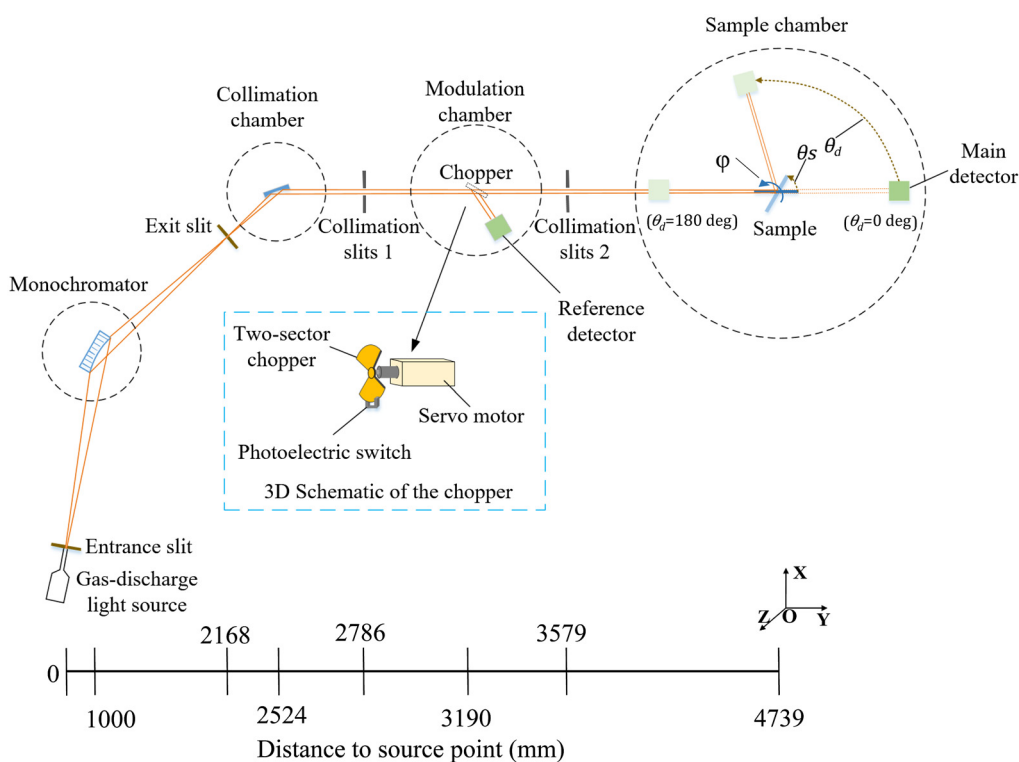 Sample chamber
Collimation
chamber
Modulation
chamber
Chopper
φ
θs
θd
Main
detector
Exit slit
Collimation
slits 1
Collimation
slits 2
(θd=180 deg)
Sample
(θd=0 deg)
Monochromator
Reference
detector
Two-sector
chopper
Servo motor
Photoelectric switch
3D Schematic of the chopper
Entrance slit
Gas-discharge
light source
X
Z
O
Y
2168
2786
3579
0
1000
2524
3190
4739
Distance to source point (mm)